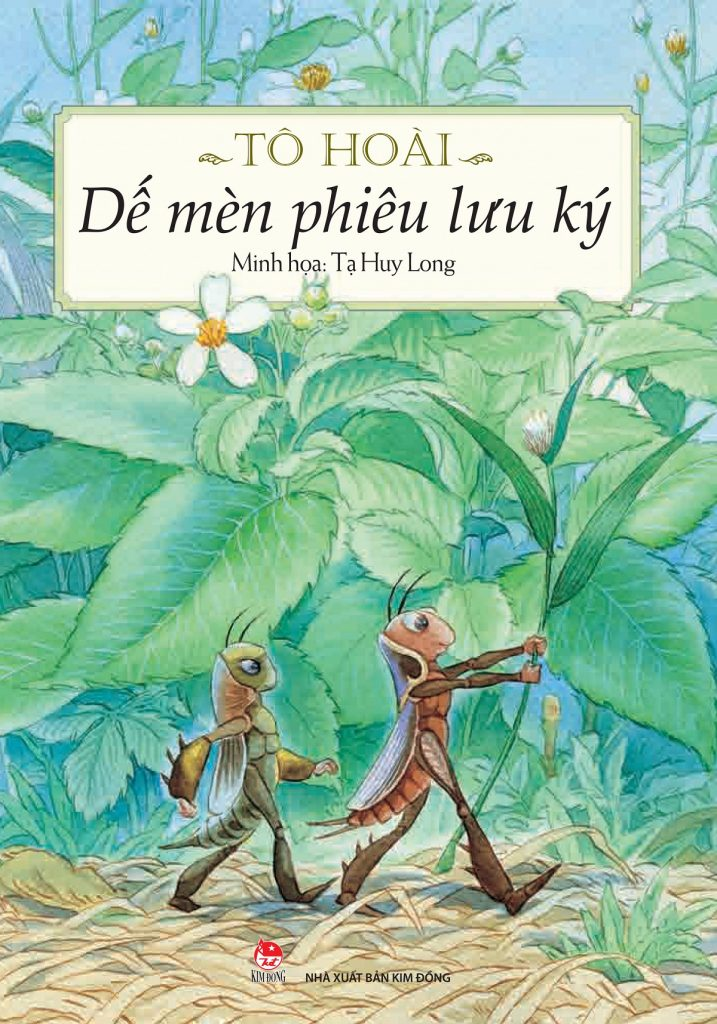 TÔ HOÀI
Dế mèn phiêu lưu ký
Minh họa: Tạ Huy Long
KIM ĐỒNG
NHÀ XUẤT BẢN KIM ĐỒNG